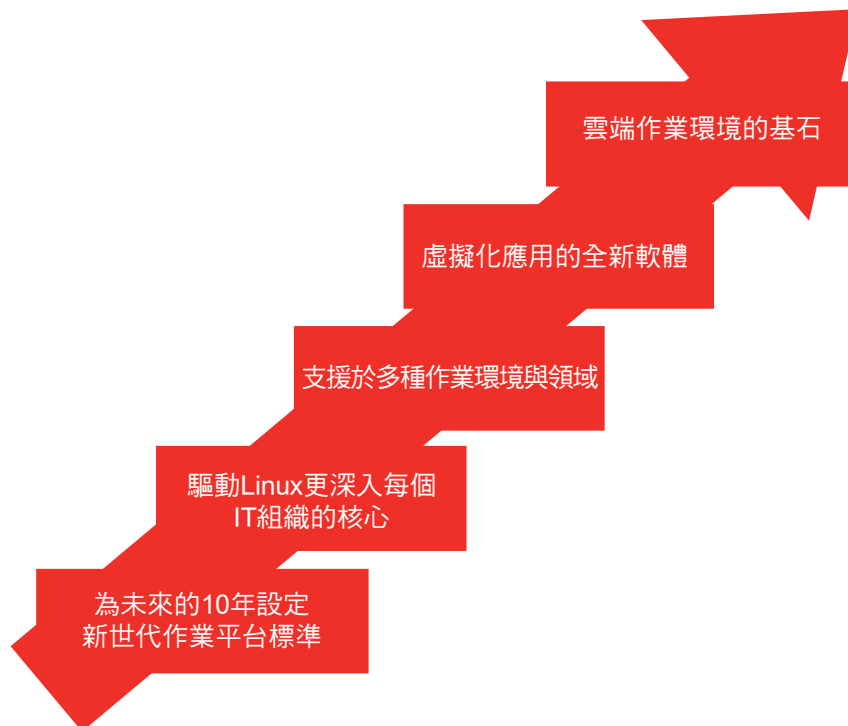 雲端作業環境的基石
虛擬化應用的全新軟體
支援於多種作業環境與領域
驅動Linux更深入每個
IT組織的核心
為未來的10年設定
新世代作業平台標準